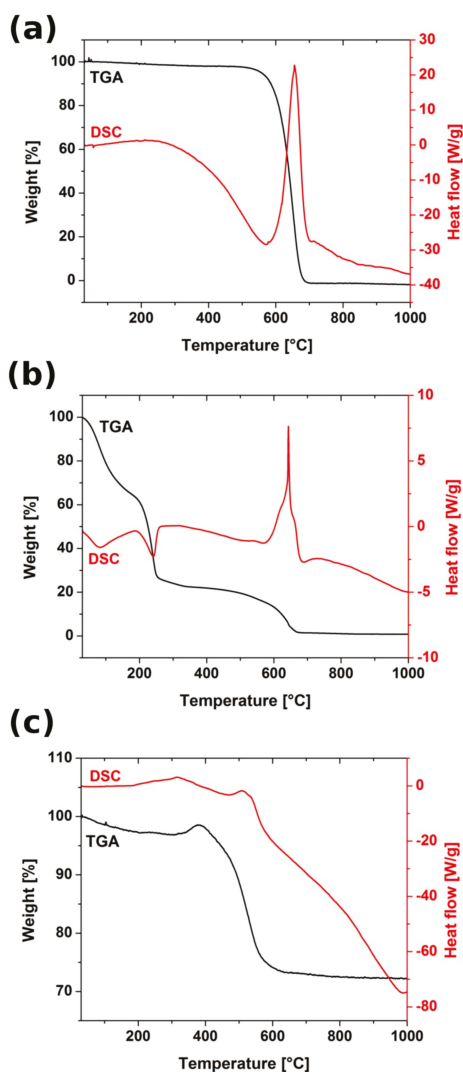 (a)
30
100
TGA
20
80
10
DSC
60
0
40
-10
20
-20
-30
0
-40
200
400
600
800
1000
Weight [%]
Heat flow [W/g]
Temperature [°C]
(b)
10
100
TGA
80
5
60
0
40
DSC
20
-5
0
-10
200
400
600
800
1000
Weight [%]
Heat flow [W/g]
Temperature [°C]
(c)
110
DSC
0
100
TGA
-20
90
-40
80
-60
70
-80
200
400
600
800
1000
Weight [%]
Heat flow [W/g]
Temperature [°C]